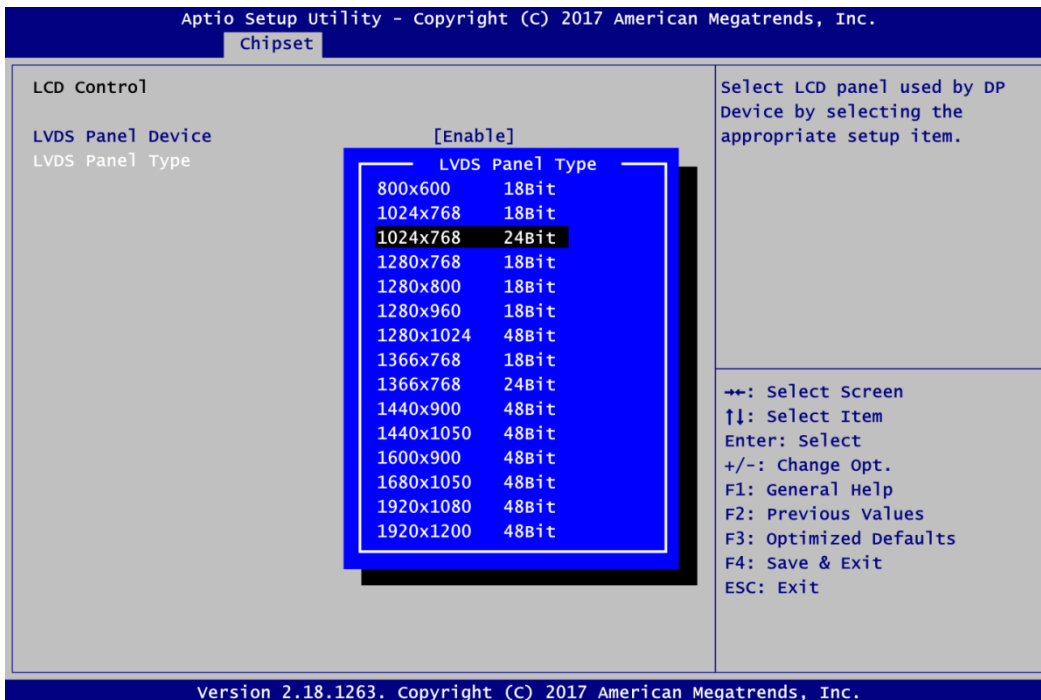 Aptio Setup Utility - Copyright (C) 2017 American Megatrends, Inc.
Chipset
LCD Control
LVDS Panel Device [Enable]
LVDS Panel Type
LVDS Panel Type
800x600 18Bit
1024x768 18Bit
1024x768 24Bit
1280x768 18Bit
1280x800 18Bit
1280x960 18Bit
1280x1024 48Bit
1366x768 18Bit
1366x768 24Bit
1440x900 48Bit
1440x1050 48Bit
1600x900 48Bit
1680x1050 48Bit
1920x1080 48Bit
1920x1200 48Bit
Select LCD panel used by DP
Device by selecting the
appropriate setup item.
→←: Select Screen
↑↓: Select Item
Enter: Select
+/-: Change Opt.
F1: General Help
F2: Previous Values
F3: Optimized Defaults
F4: Save & Exit
ESC: Exit
Version 2.18.1263. Copyright (C) 2017 American Megatrends, Inc.